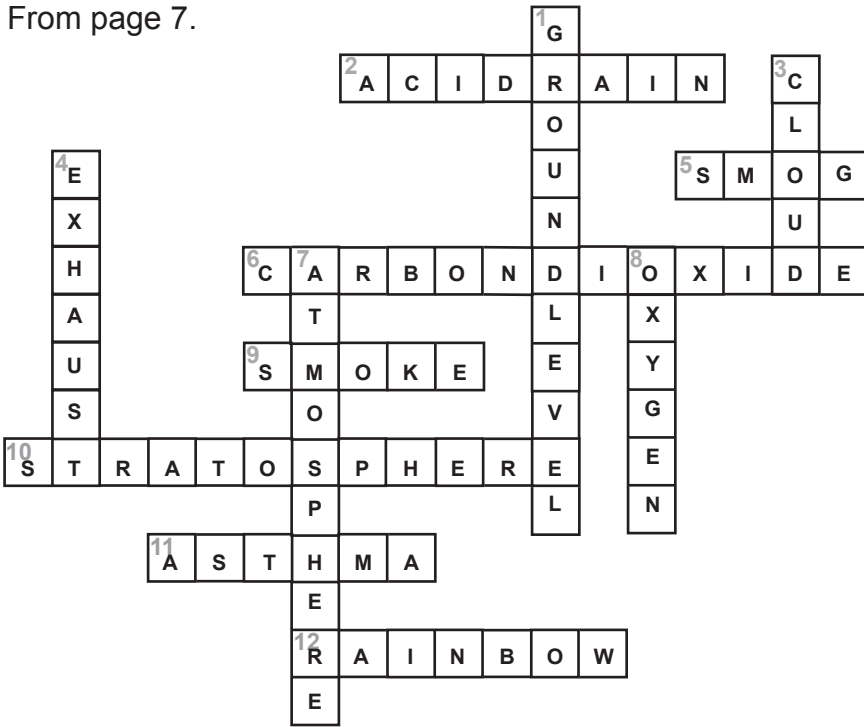 From page 7.
1 G
2 A C I D R A I N 3 C
O L
4 E U 5 S M O G
X N U
H 6 C 7 A R B O N D I 8 O X I D E
A T L X
U 9 S M O K E E Y
S O V G
10 S T R A T O S P H E R E E
P L N
11 A S T H M A
E
12 R A I N B O W
E